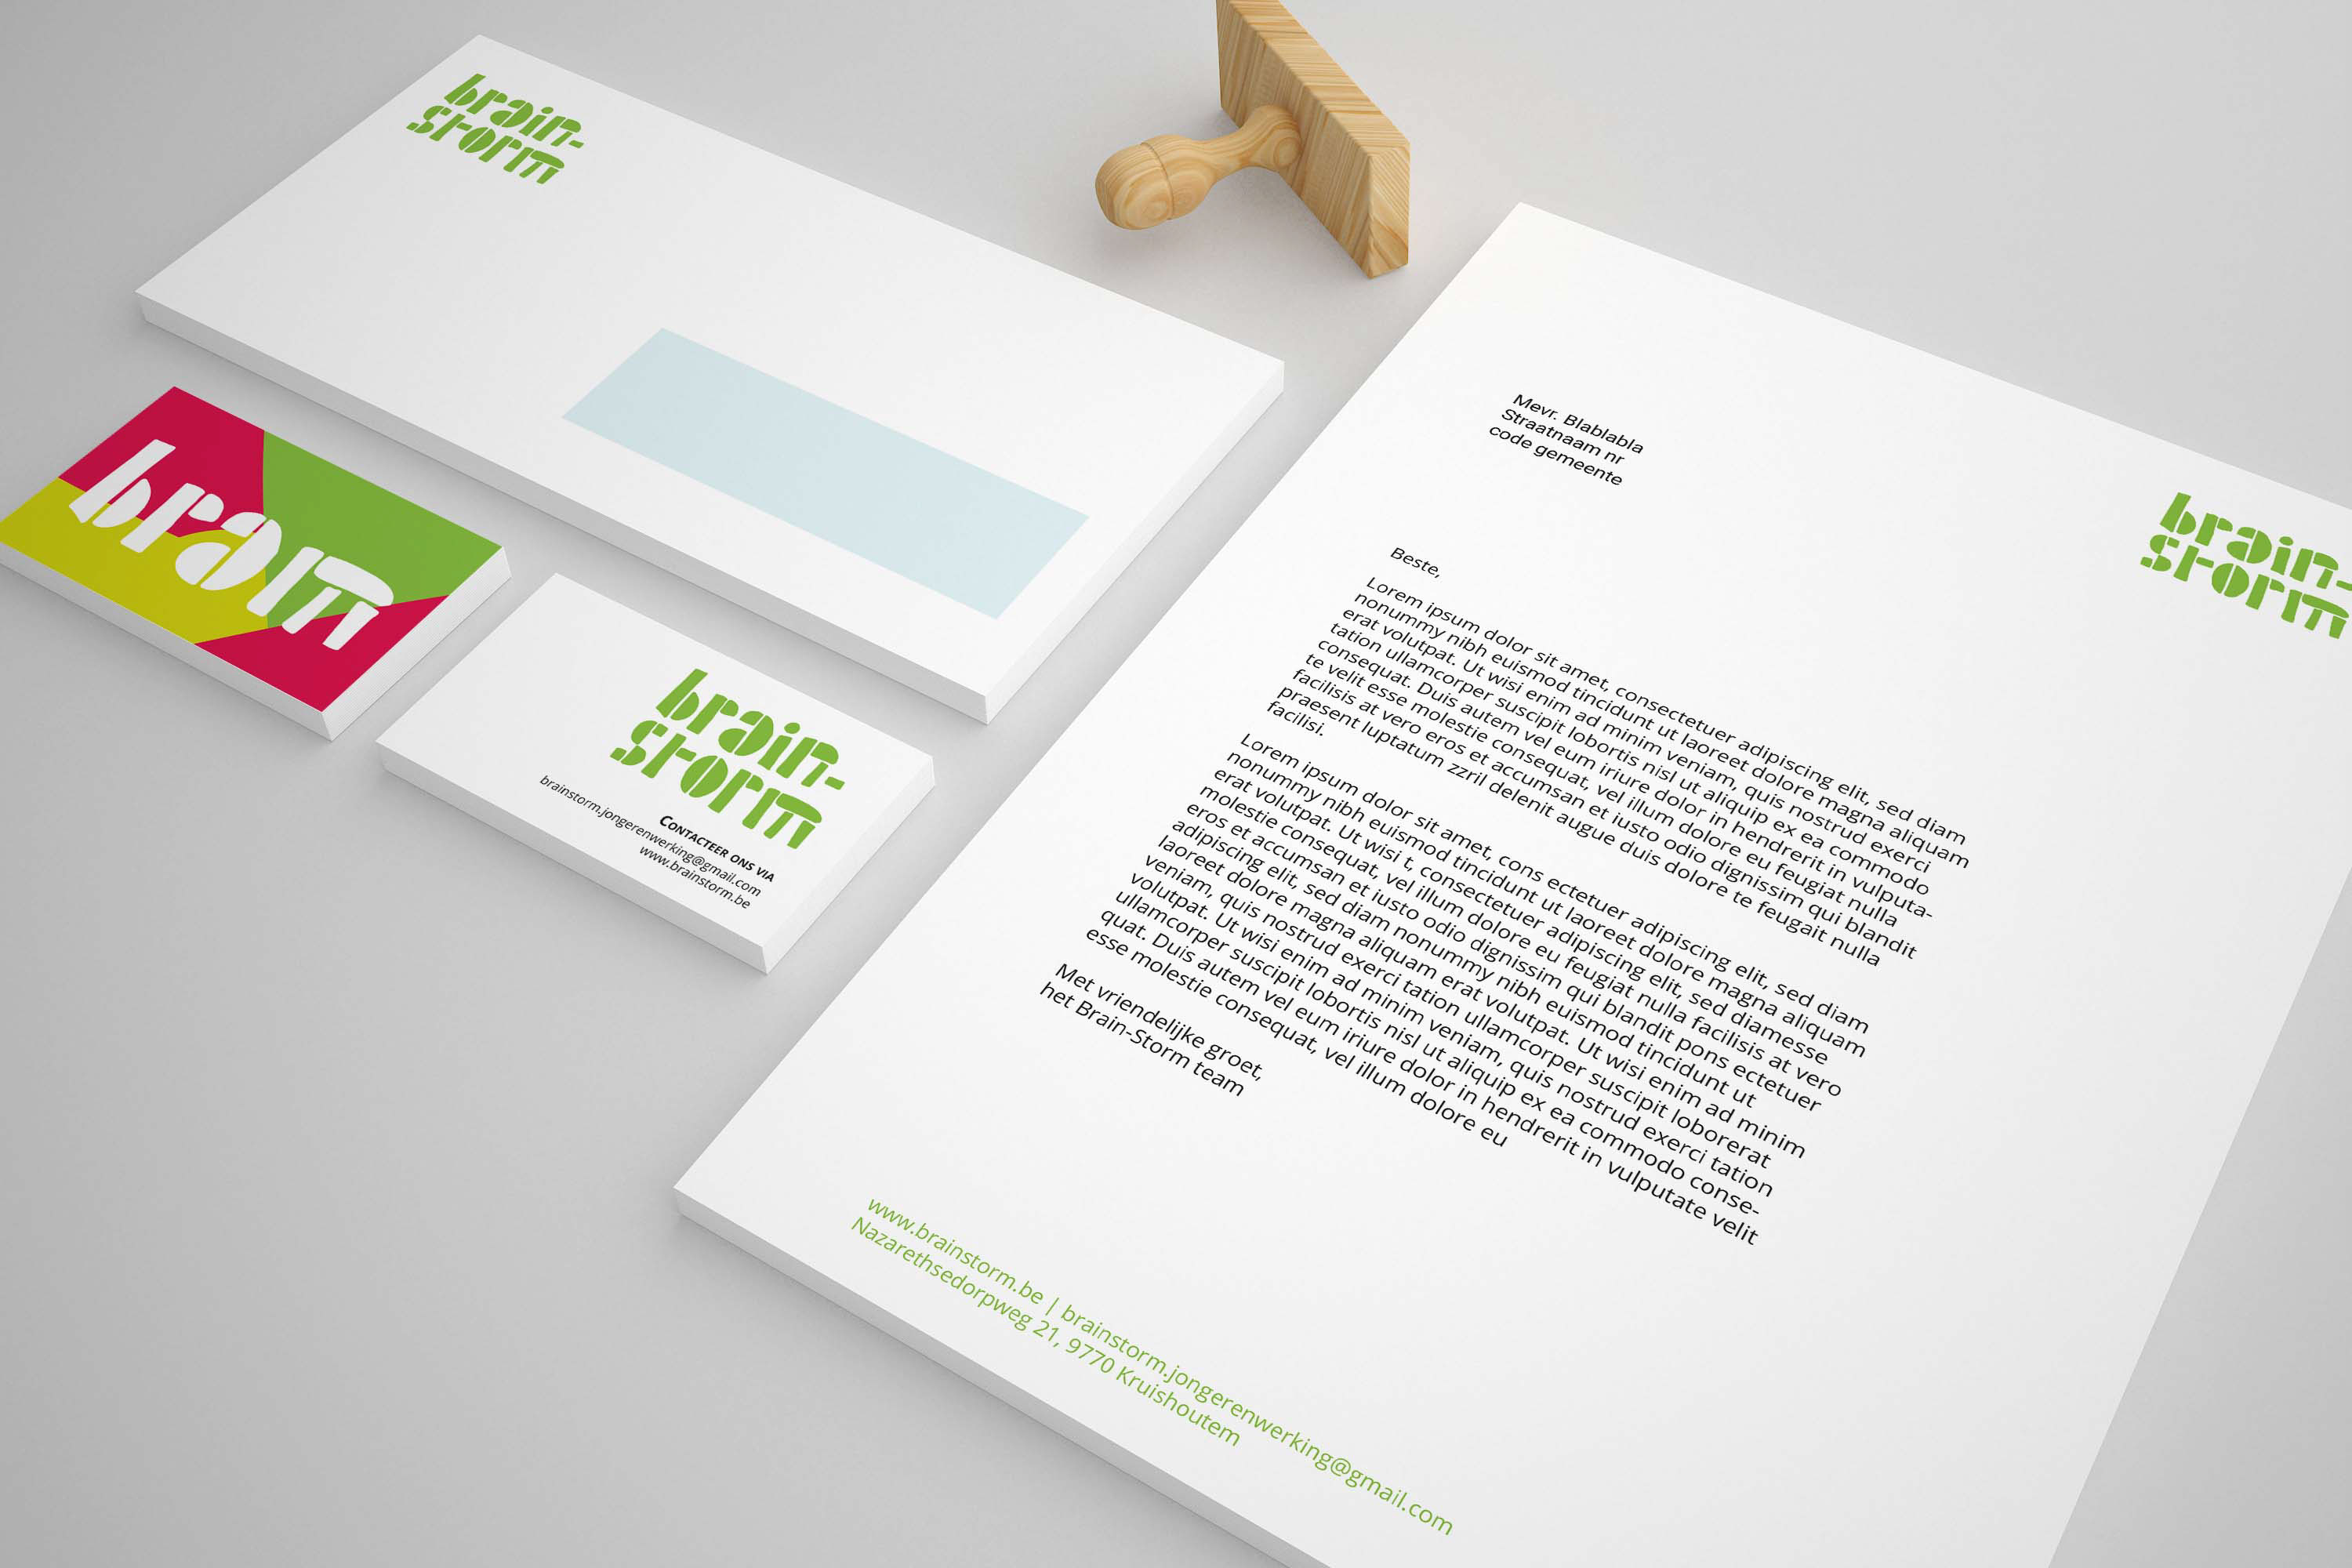 brain-
storm
brain
brain-
storm
Contacteer ons via
brainstorm.jongerenwerking@gmail.com
www.brainstorm.be
brain-
storm
Mevr. Blablabla
Straatnaam nr
code gemeente
Beste,
Lorem ipsum dolor sit amet, consectetuer adipiscing elit, sed diam
nonummy nibh euismod tincidunt ut laoreet dolore magna aliquam
erat volutpat. Ut wisi enim ad minim veniam, quis nostrud exerci
tation ullamcorper suscipit lobortis nisl ut aliquip ex ea commodo
consequat. Duis autem vel eum iriure dolor in hendrerit in vulputa-
te velit esse molestie consequat, vel illum dolore eu feugiat nulla
facilisis at vero eros et accumsan et iusto odio dignissim qui blandit
praesent luptatum zzril delenit augue duis dolore te feugait nulla
facilisi.
Lorem ipsum dolor sit amet, cons ectetuer adipiscing elit, sed diam
nonummy nibh euismod tincidunt ut laoreet dolore magna aliquam
erat volutpat. Ut wisi t, consectetuer adipiscing elit, sed diamesse
molestie consequat, vel illum dolore eu feugiat nulla facilisis at vero
eros et accumsan et iusto odio dignissim qui blandit pons ectetuer
adipiscing elit, sed diam nonummy nibh euismod tincidunt ut
laoreet dolore magna aliquam erat volutpat. Ut wisi enim ad minim
veniam, quis nostrud exerci tation ullamcorper suscipit loborerat
volutpat. Ut wisi enim ad minim veniam, quis nostrud exerci tation
ullamcorper suscipit lobortis nisl ut aliquip ex ea commodo conse-
quat. Duis autem vel eum iriure dolor in hendrerit in vulputate velit
esse molestie consequat, vel illum dolore eu
Met vriendelijke groet,
het Brain-Storm team
www.brainstorm.be | brainstorm.jongerenwerking@gmail.com
Nazarethsedorpweg 21, 9770 Kruishoutem